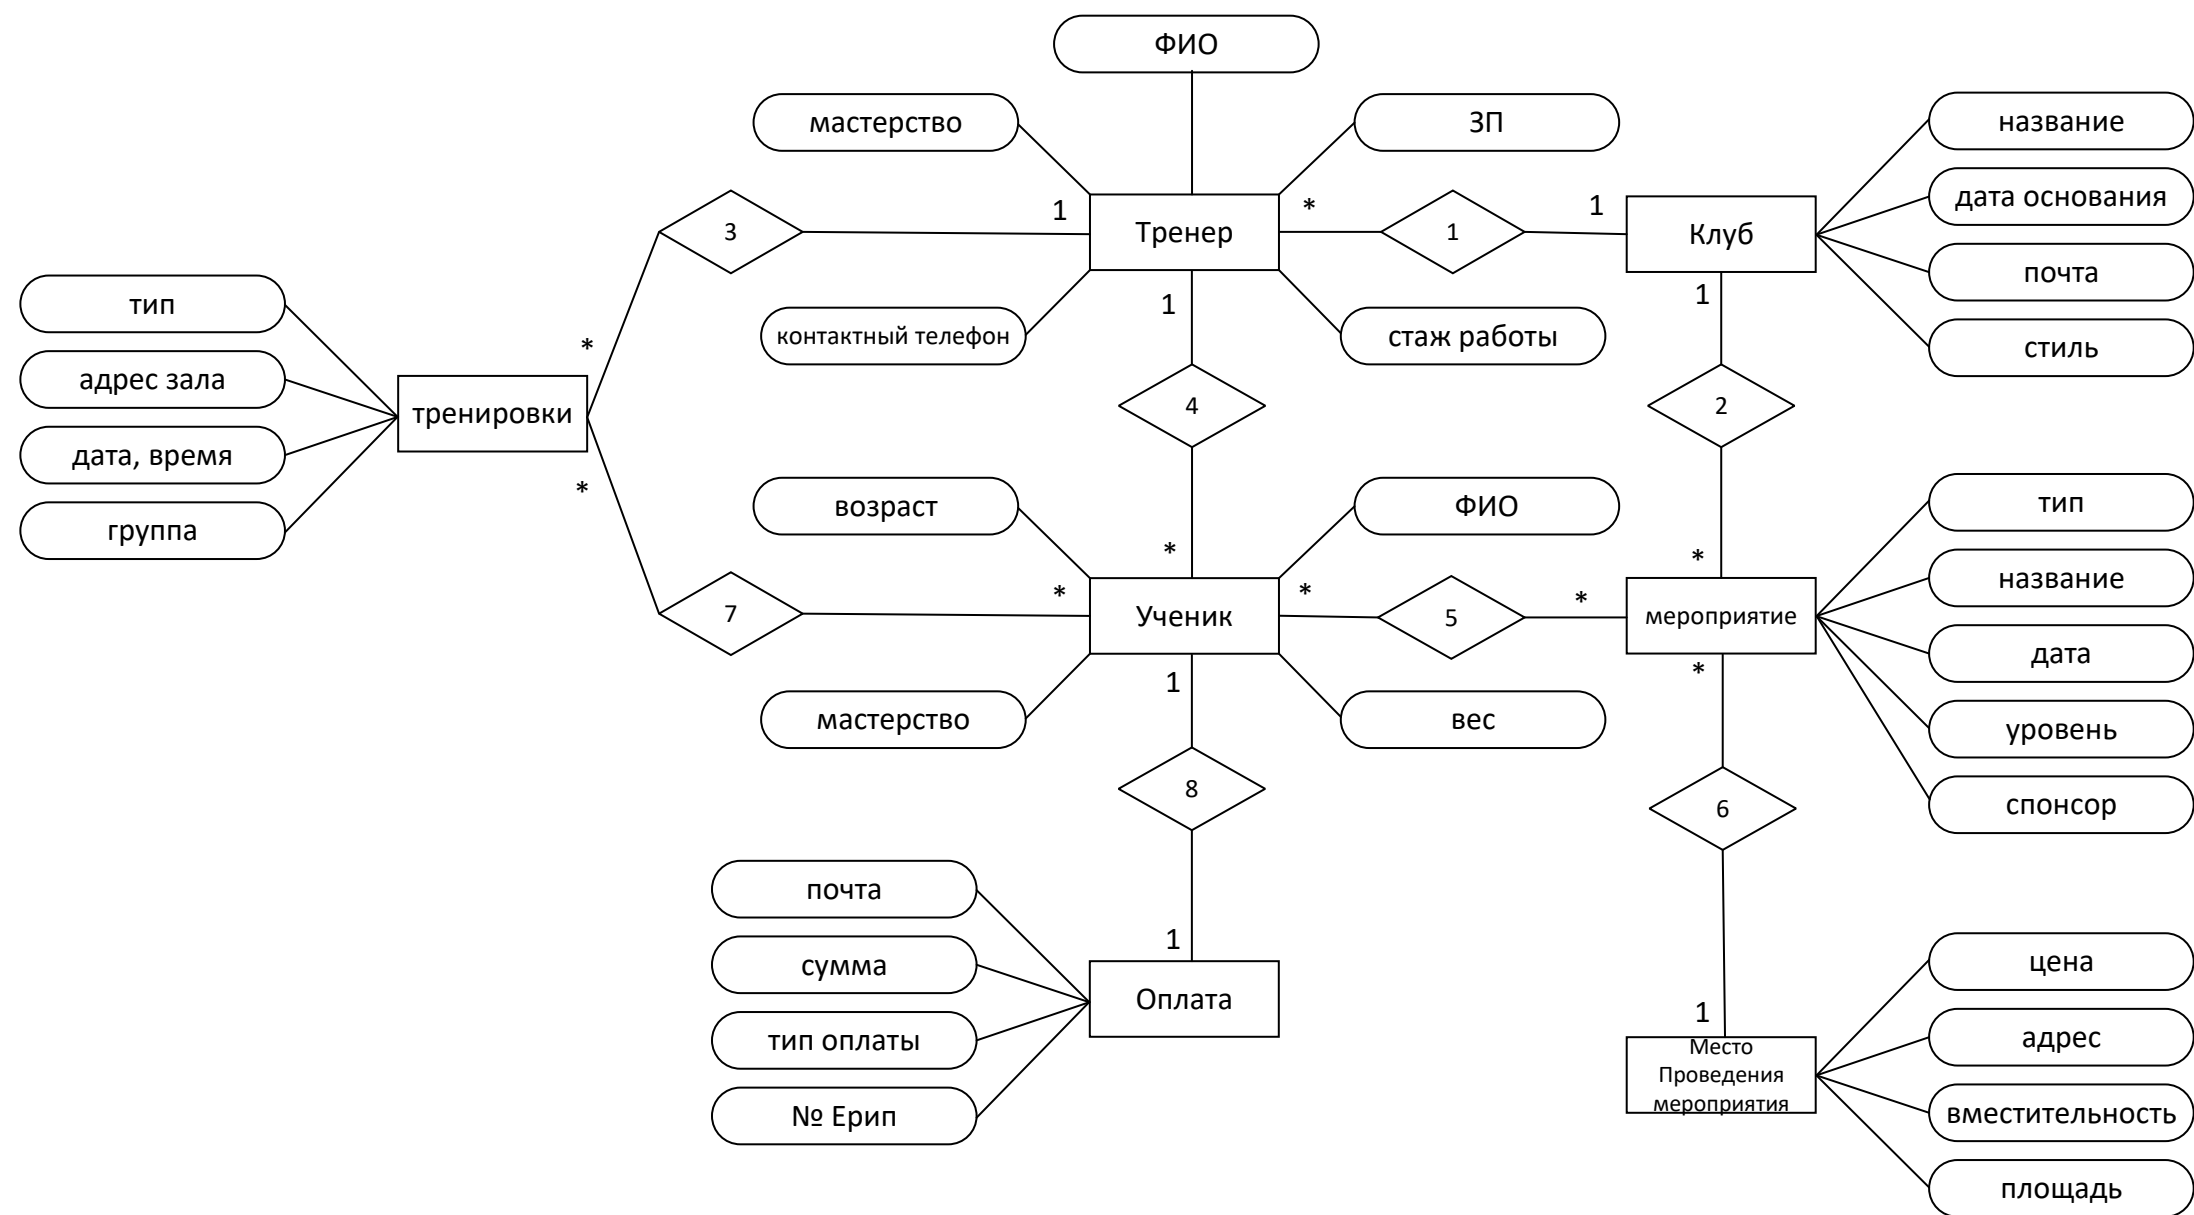 ФИО
мастерство
ЗП
название
дата основания
почта
стиль
3
1
Тренер
*
1
1
Клуб
тип
адрес зала
дата, время
группа
*
тренировки
*
контактный телефон
1
стаж работы
1
4
2
возраст
*
ФИО
*
тип
название
дата
уровень
спонсор
7
*
Ученик
*
5
*
мероприятие
мастерство
1
вес
*
8
6
почта
сумма
тип оплаты
№ Ерип
1
Оплата
1
Место
Проведения
мероприятия
цена
адрес
вместительность
площадь